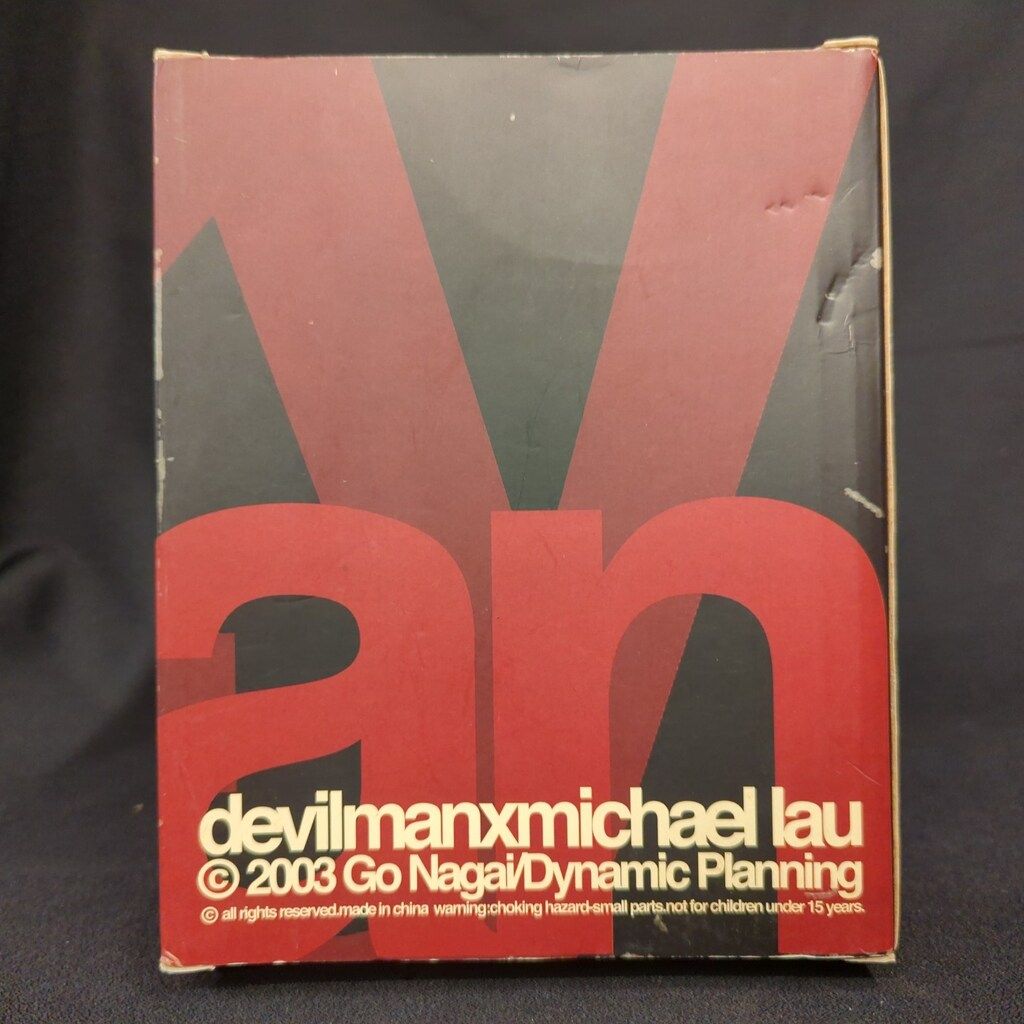 an
devilmanxmichael lau
© 2003 Go Nagai/Dynamic Planning
© all rights reserved.made in china warning:choking hazard-small parts.not for children under 15 years.